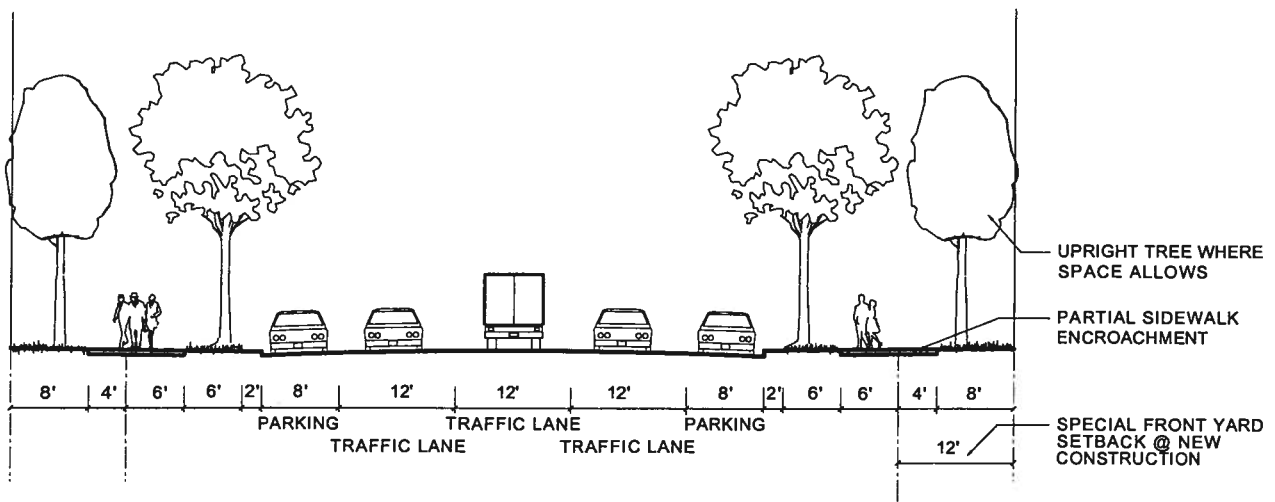 UPRIGHT TREE WHERE
SPACE ALLOWS
PARTIAL SIDEWALK
ENCROACHMENT
8' 4' 6' 6' 2' 8' 12' 12' 12' 8' 2' 6' 6' 4' 8'
PARKING TRAFFIC LANE PARKING
TRAFFIC LANE TRAFFIC LANE
12'
SPECIAL FRONT YARD
SETBACK @ NEW
CONSTRUCTION